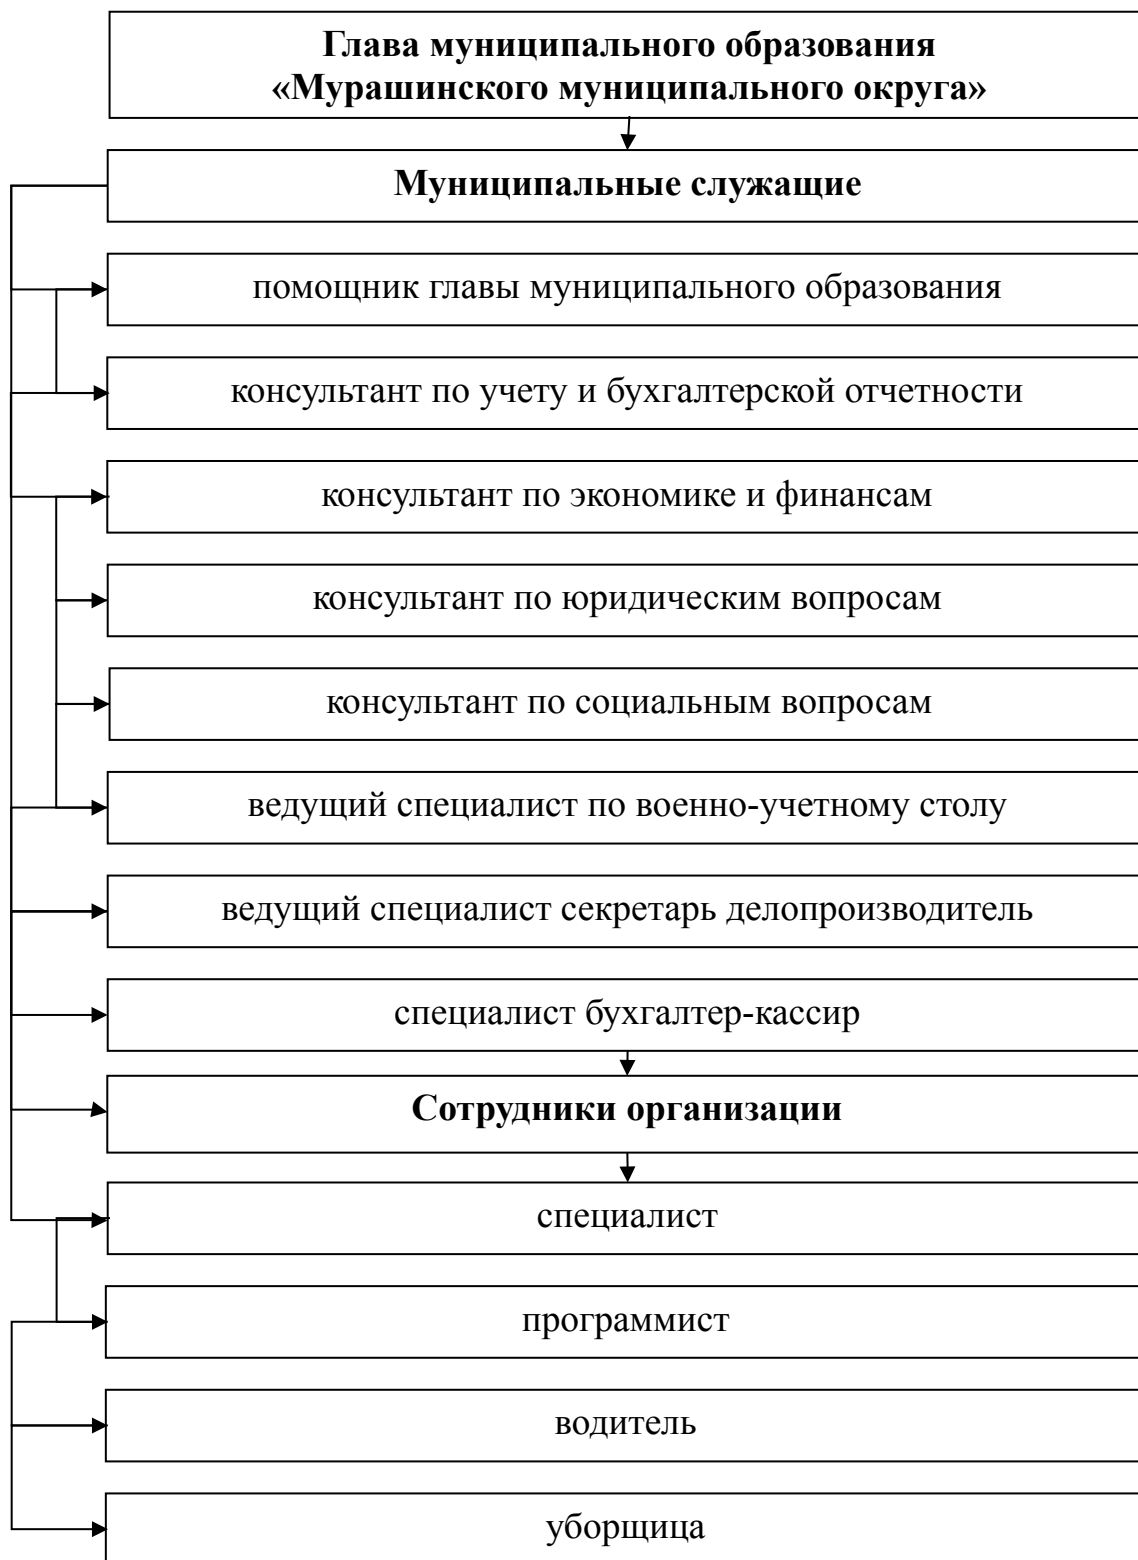 Глава муниципального образования
«Мурашинского муниципального округа»
Муниципальные служащие
помощник главы муниципального образования
консультант по учету и бухгалтерской отчетности
консультант по экономике и финансам
консультант по юридическим вопросам
консультант по социальным вопросам
ведущий специалист по военно-учетному столу
ведущий специалист секретарь делопроизводитель
специалист бухгалтер-кассир
Сотрудники организации
специалист
программист
водитель
уборщица